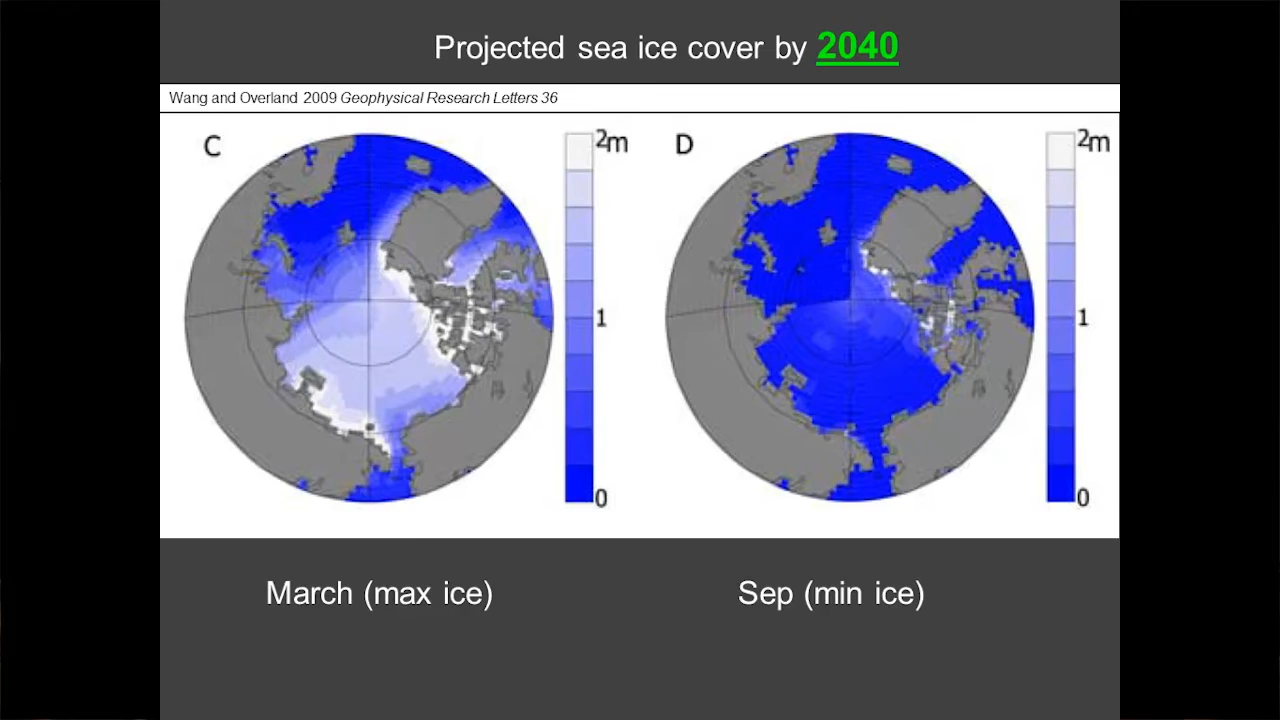 Projected sea ice cover by 2040
Wang and Overland 2009 Geophysical Research Letters 36
C
2m
1
0
D
2m
1
0
March (max ice)
Sep (min ice)